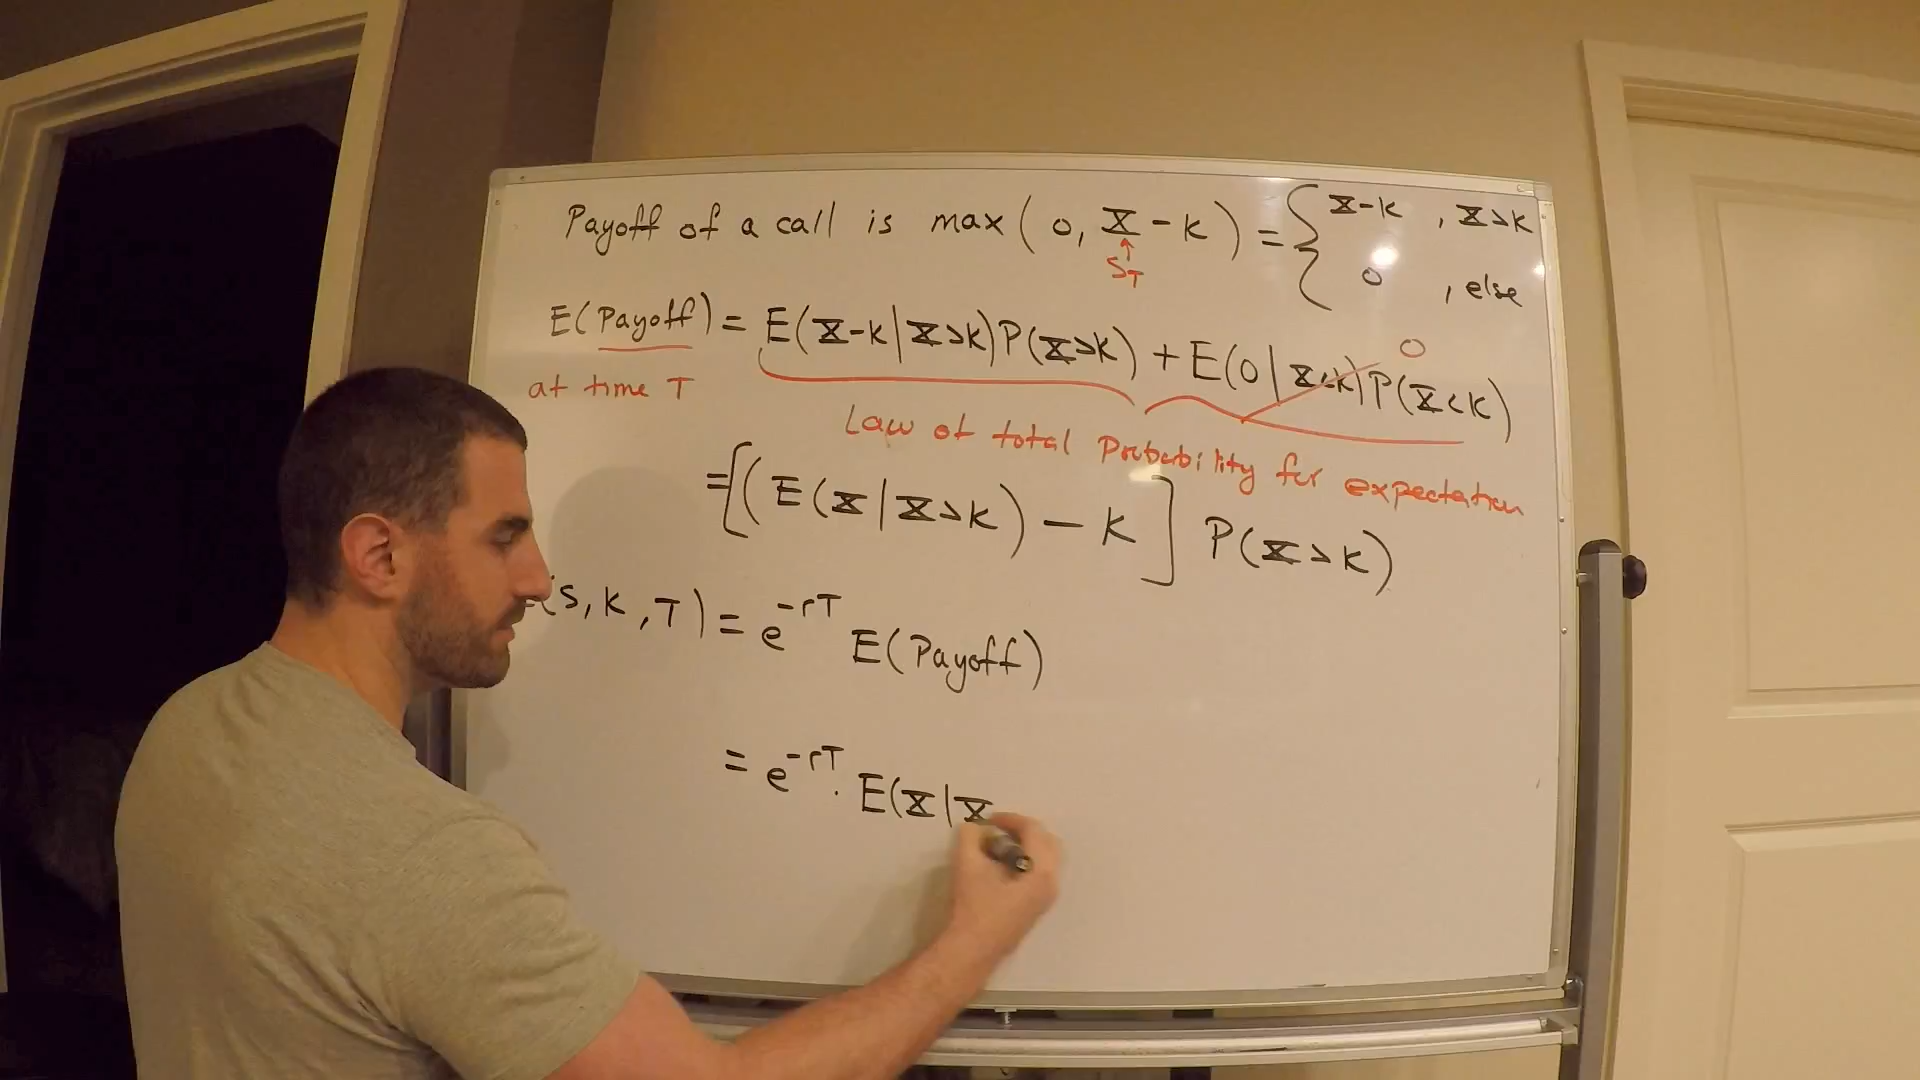 Payoff of a call is max(0, X - K) = { X-K , X>K
0 , else
S_T
E(Payoff) = E(X-K|X>K)P(X>K) + E(0|X<K)P(X<K)
0
at time T
Law of total Probability for expectation
= [(E(X|X>K) - K] P(X>K)
(S,K,T) = e^{-rT} E(Payoff)
= e^{-rT} · E(X|X